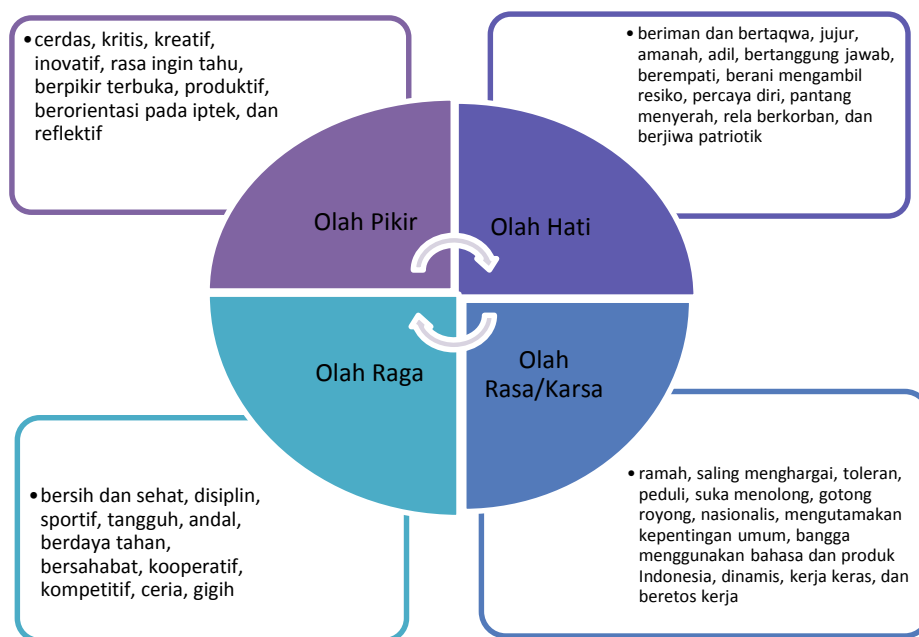 •cerdas, kritis, kreatif,
inovatif, rasa ingin tahu,
berpikir terbuka, produktif,
berorientasi pada iptek, dan
reflektif
•beriman dan bertaqwa, jujur,
amanah, adil, bertanggung jawab,
berempati, berani mengambil
resiko, percaya diri, pantang
menyerah, rela berkorban, dan
berjiwa patriotik
Olah Pikir
Olah Hati
Olah Raga
Olah
Rasa/Karsa
•bersih dan sehat, disiplin,
sportif, tangguh, andal,
berdaya tahan,
bersahabat, kooperatif,
kompetitif, ceria, gigih
•ramah, saling menghargai, toleran,
peduli, suka menolong, gotong
royong, nasionalis, mengutamakan
kepentingan umum, bangga
menggunakan bahasa dan produk
Indonesia, dinamis, kerja keras, dan
beretos kerja